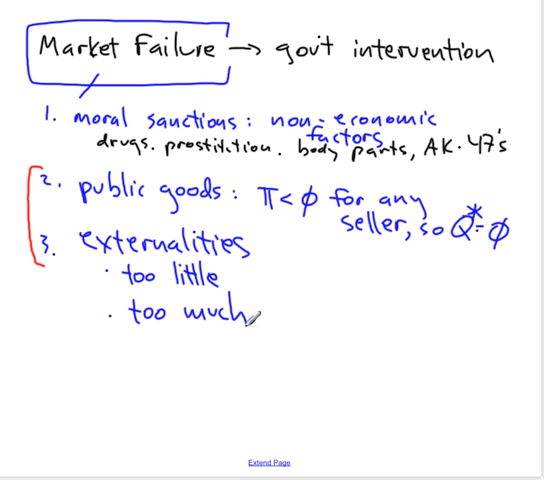 Market Failure → gov't intervention
1. moral sanctions: non-economic factors
drugs. prostitution. body parts, AK-47's
2. public goods: π < ϕ for any
seller, so Q* = ϕ
3. externalities
· too little
· too much
Extend Page